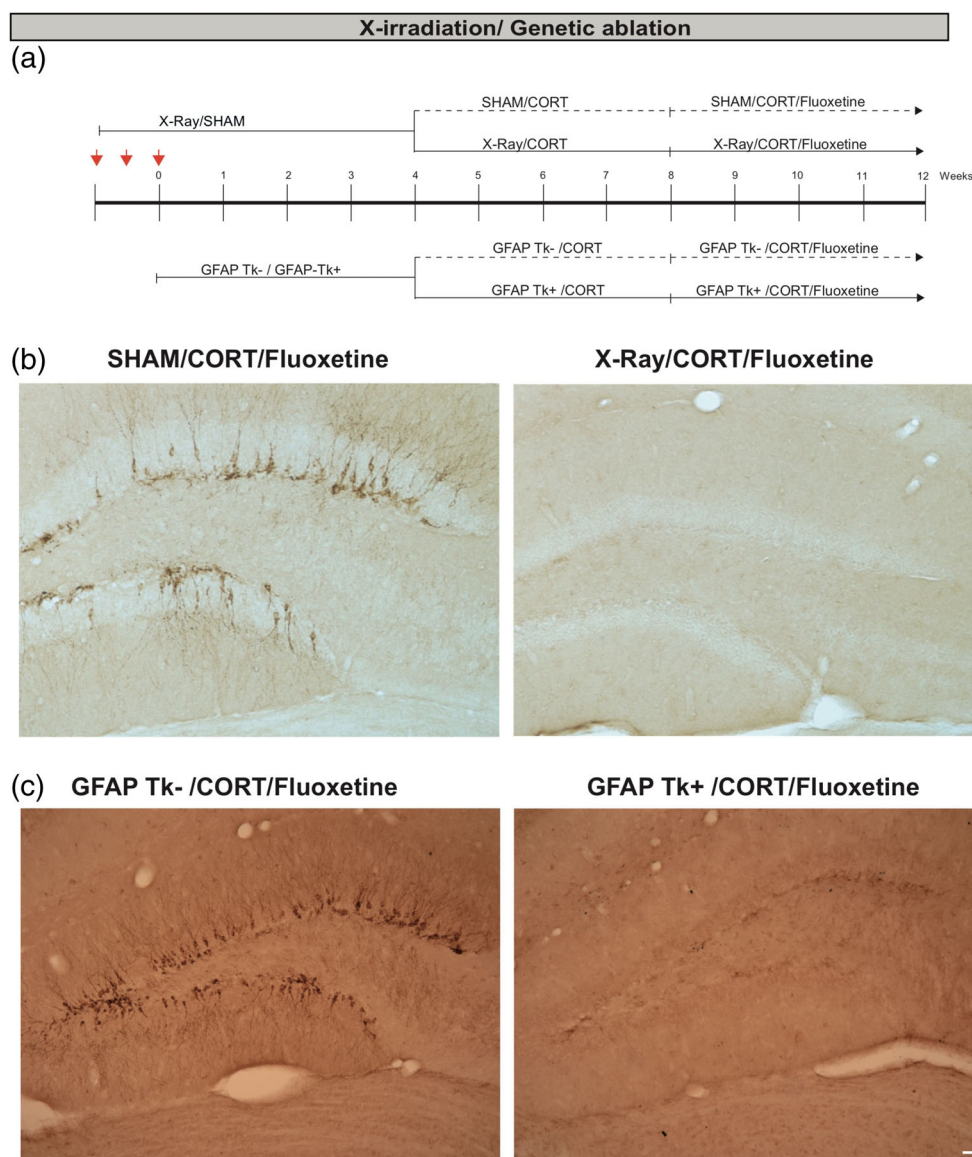 X-irradiation/ Genetic ablation
(a)
SHAM/CORT SHAM/CORT/Fluoxetine
X-Ray/SHAM
X-Ray/CORT X-Ray/CORT/Fluoxetine
0 1 2 3 4 5 6 7 8 9 10 11 12 Weeks
GFAP Tk- /CORT GFAP Tk- /CORT/Fluoxetine
GFAP Tk- / GFAP-Tk+
GFAP Tk+ /CORT GFAP Tk+ /CORT/Fluoxetine
(b) SHAM/CORT/Fluoxetine X-Ray/CORT/Fluoxetine
(c) GFAP Tk- /CORT/Fluoxetine GFAP Tk+ /CORT/Fluoxetine